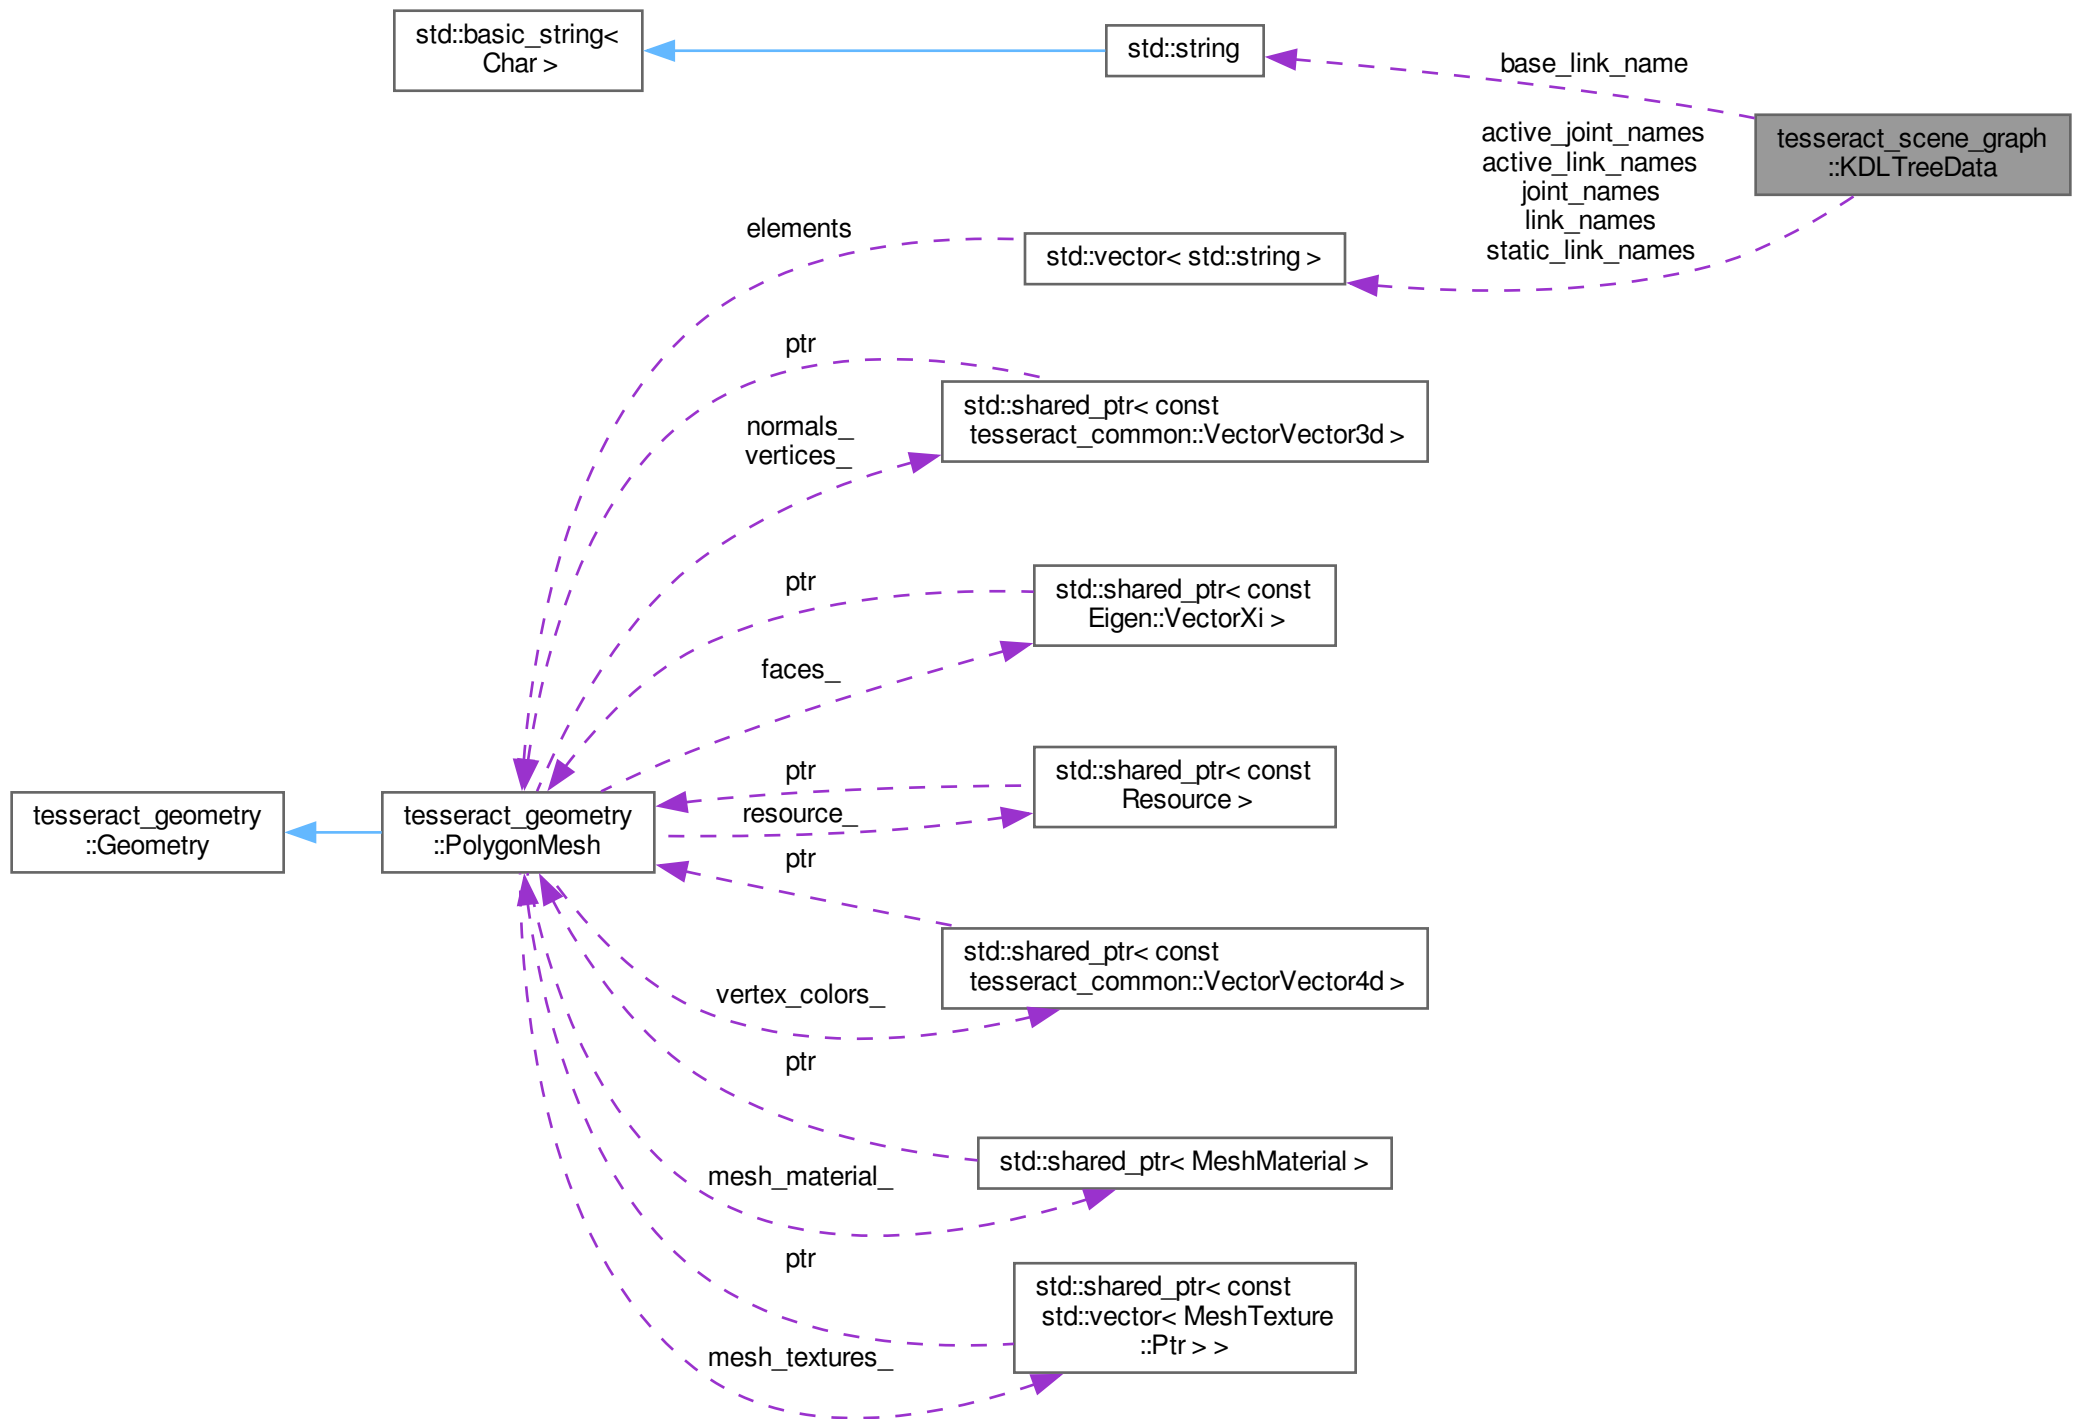 std::basic_string<
Char >
std::string
base_link_name
tesseract_scene_graph
::KDLTreeData
active_joint_names
active_link_names
joint_names
link_names
static_link_names
elements
std::vector< std::string >
ptr
std::shared_ptr< const
tesseract_common::VectorVector3d >
normals_
vertices_
ptr
std::shared_ptr< const
Eigen::VectorXi >
faces_
ptr
std::shared_ptr< const
Resource >
resource_
tesseract_geometry
::Geometry
tesseract_geometry
::PolygonMesh
ptr
std::shared_ptr< const
tesseract_common::VectorVector4d >
vertex_colors_
ptr
std::shared_ptr< MeshMaterial >
mesh_material_
ptr
std::shared_ptr< const
std::vector< MeshTexture
::Ptr > >
mesh_textures_